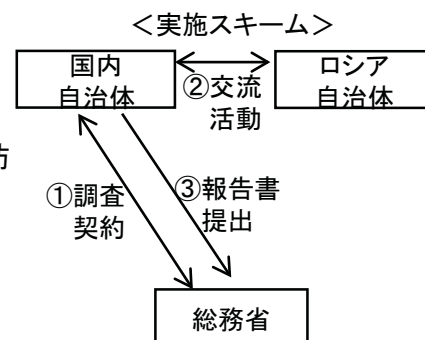 ＜実施スキーム＞
国内
自治体
ロシア
自治体
②交流
活動
防
①調査
契約
③報告書
提出
総務省